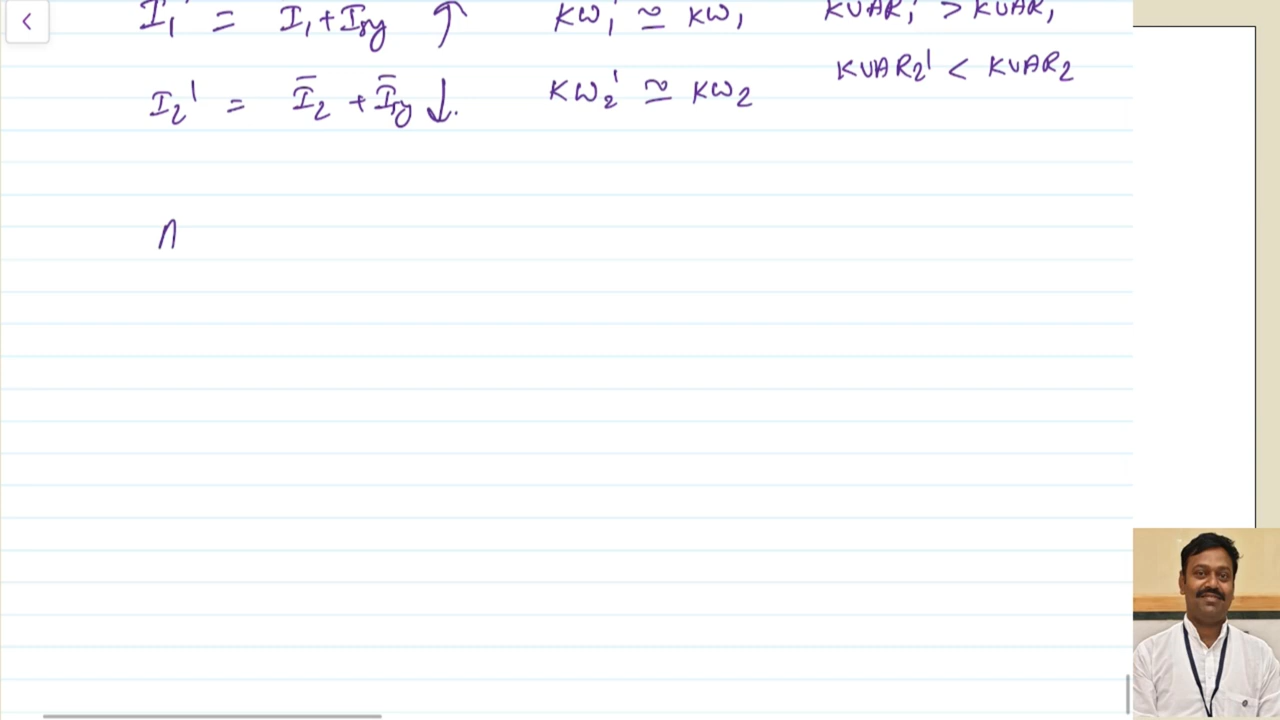 I₁' = I₁ + Isy ↑ KW₁' ≃ KW₁ KVAR₁' > KVAR₁
I₂' = Ī₂ + Īsy ↓. KW₂' ≃ KW₂ KVAR₂' < KVAR₂